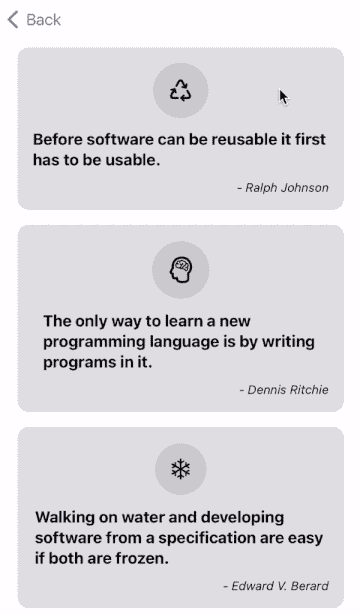 Back
Before software can be reusable it first
has to be usable.
- Ralph Johnson
The only way to learn a new
programming language is by writing
programs in it.
- Dennis Ritchie
Walking on water and developing
software from a specification are easy
if both are frozen.
- Edward V. Berard